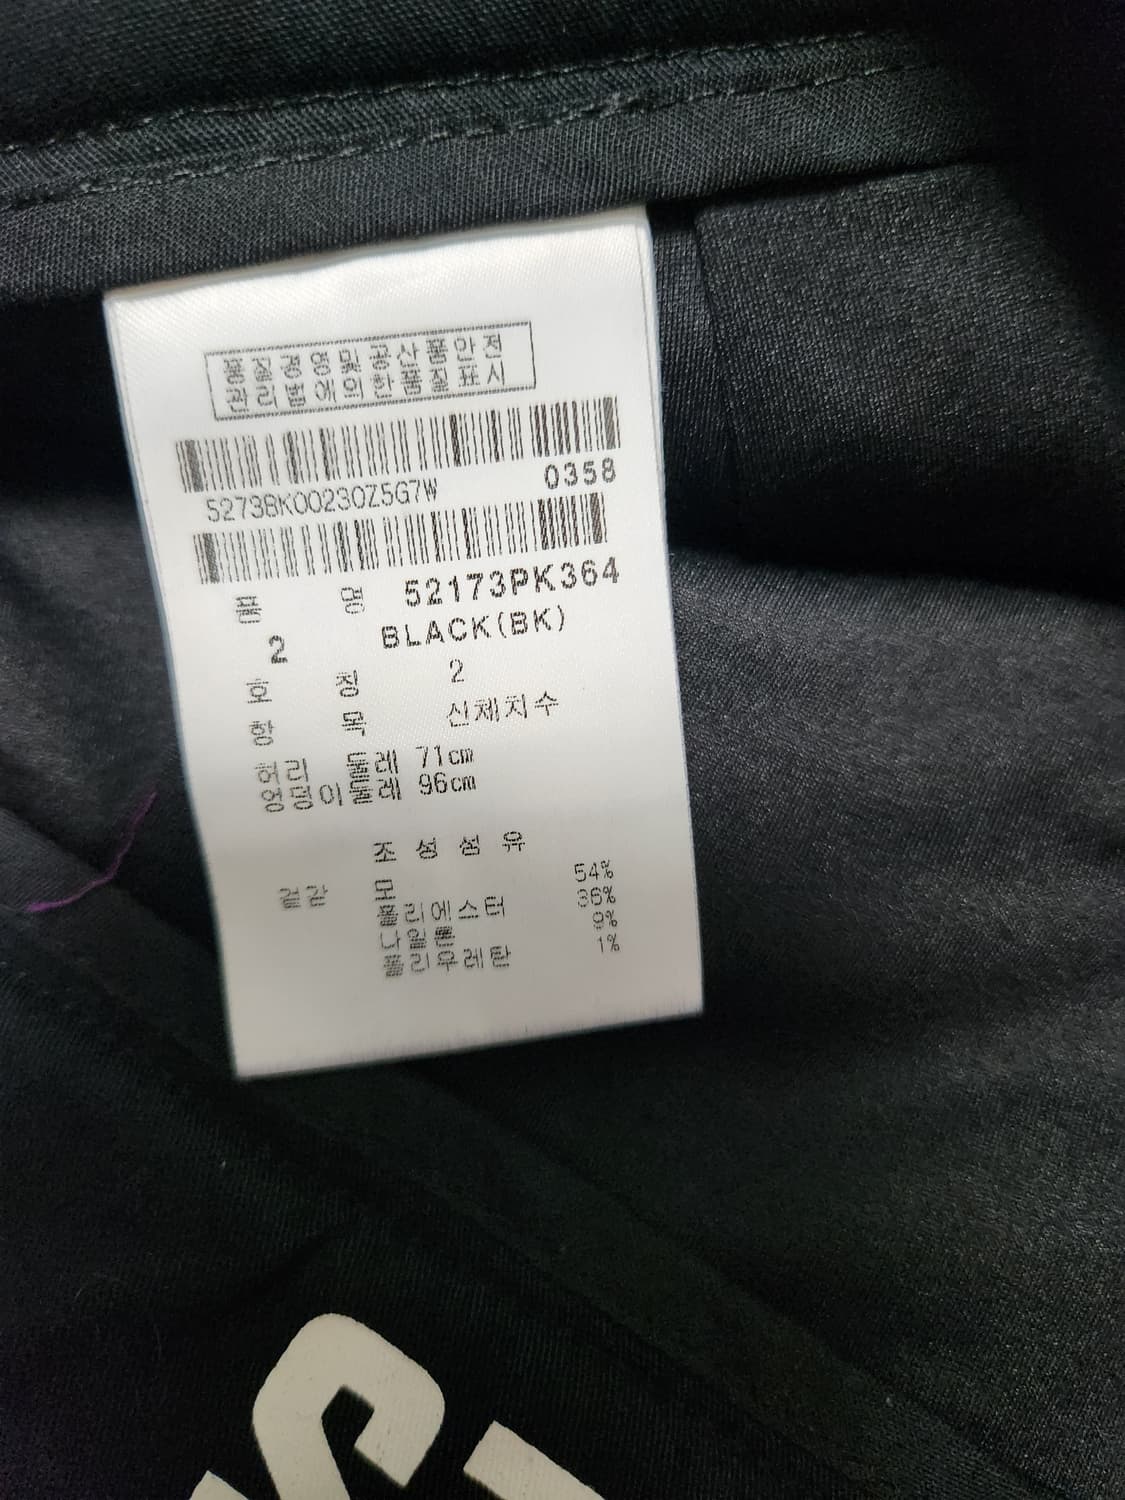 품질경영및공산품안전
관리법에의한품질표시
0358
5273BK00230Z5G7W
품 명 52173PK364
2 BLACK(BK)
호 칭 2
항 목 신체치수
허리 둘레 71cm
엉덩이둘레 96cm
조성섬유
겉감 모 54%
폴리에스터 36%
나일론 9%
폴리우레탄 1%